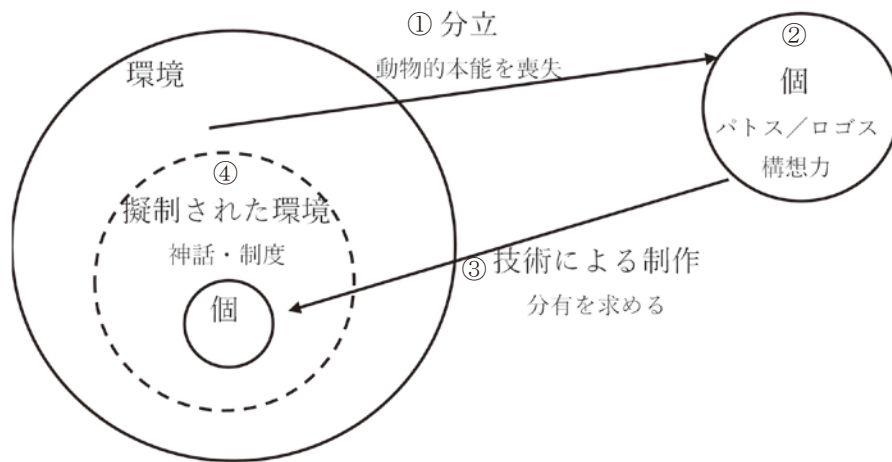 ① 分立
動物的本能を喪失
環境
②
個
パトス／ロゴス
構想力
④
擬制された環境
神話・制度
個
③ 技術による制作
分有を求める